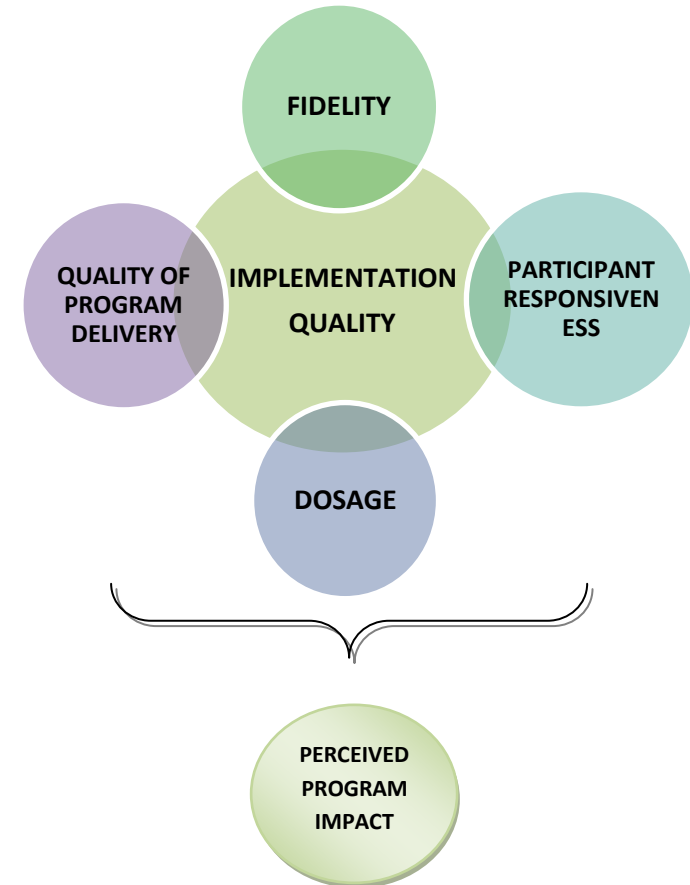 FIDELITY
QUALITY OF
PROGRAM
DELIVERY
IMPLEMENTATION
QUALITY
PARTICIPANT
RESPONSIVEN
ESS
DOSAGE
PERCEIVED
PROGRAM
IMPACT